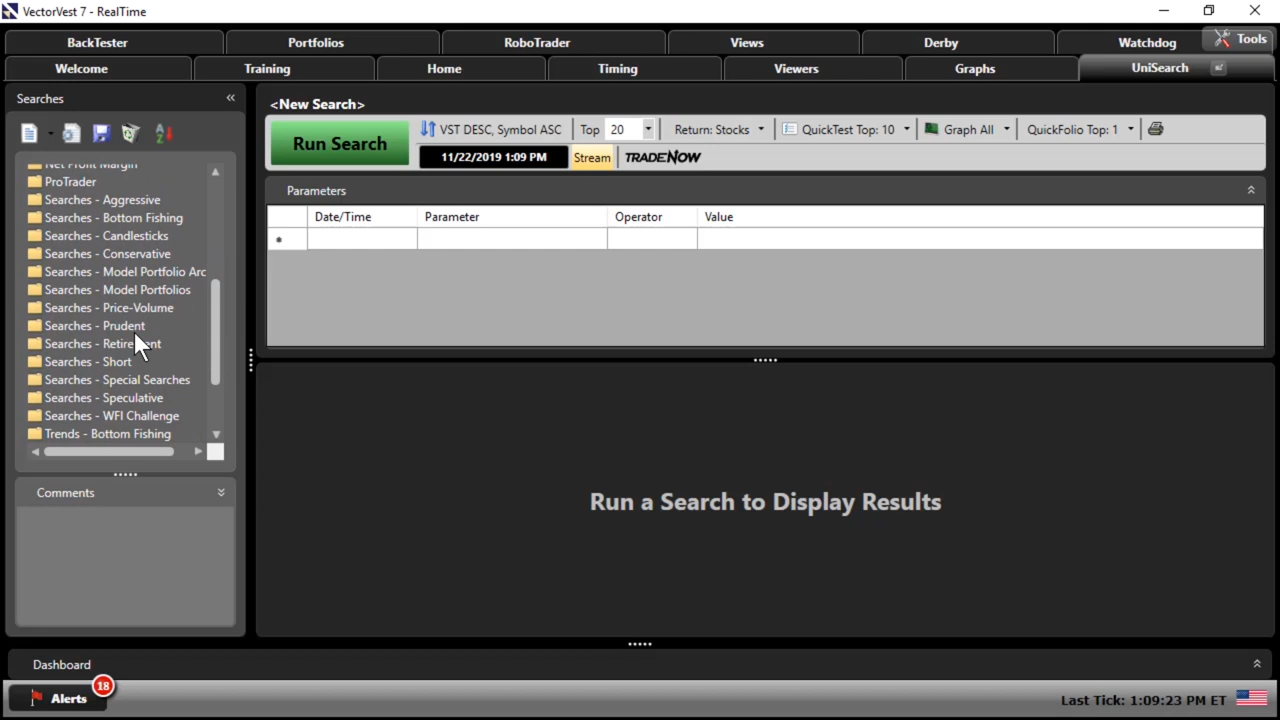 VectorVest 7 - RealTime
BackTester Portfolios RoboTrader Views Derby Watchdog Tools
Welcome Training Home Timing Viewers Graphs UniSearch
Searches
<New Search>
Run Search
VST DESC, Symbol ASC Top 20 Return: Stocks QuickTest Top: 10 Graph All QuickFolio Top: 1
11/22/2019 1:09 PM Stream TRADENOW
Net Profit Margin
ProTrader
Searches - Aggressive
Searches - Bottom Fishing
Searches - Candlesticks
Searches - Conservative
Searches - Model Portfolio Arc
Searches - Model Portfolios
Searches - Price-Volume
Searches - Prudent
Searches - Retirement
Searches - Short
Searches - Special Searches
Searches - Speculative
Searches - WFI Challenge
Trends - Bottom Fishing
Parameters
Date/Time Parameter Operator Value
Run a Search to Display Results
Comments
Dashboard
Alerts 18
Last Tick: 1:09:23 PM ET